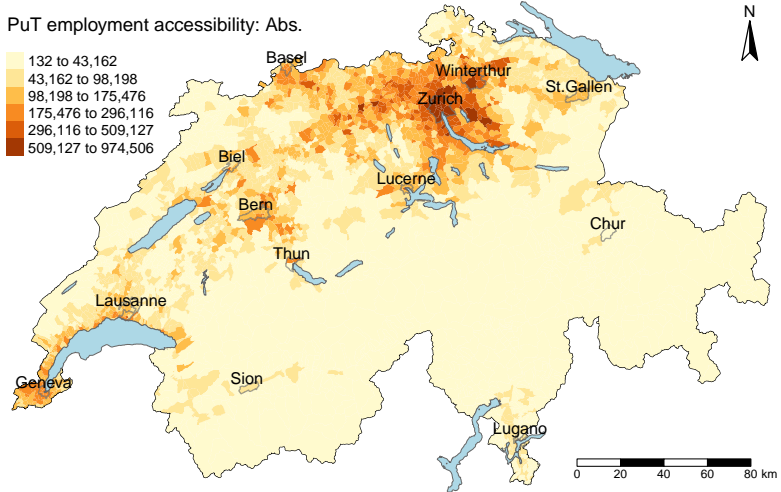 PuT employment accessibility: Abs.
132 to 43,162
43,162 to 98,198
98,198 to 175,476
175,476 to 296,116
296,116 to 509,127
509,127 to 974,506
N
Basel
Winterthur
Zurich
St.Gallen
Biel
Lucerne
Bern
Chur
Thun
Lausanne
Geneva
Sion
Lugano
0 20 40 60 80 km